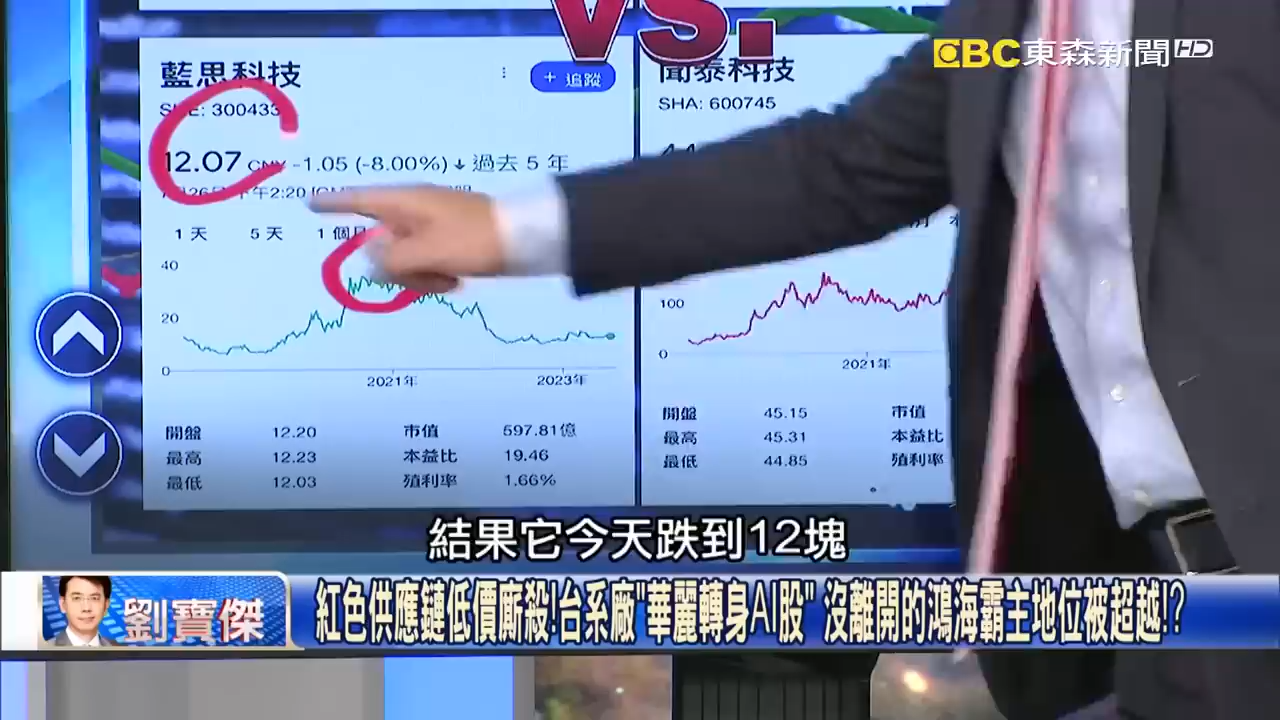 VS.
EBC東森新聞HD
藍思科技
+ 追蹤
SHE: 300433
12.07 CNY -1.05 (-8.00%) ↓ 過去 5 年
1 天 5 天 1 個月
40
20
0
2021年 2023年
開盤 12.20 市值 597.81億
最高 12.23 本益比 19.46
最低 12.03 殖利率 1.66%
聞泰科技
SHA: 600745
100
0
2021年
開盤 45.15 市值
最高 45.31 本益比
最低 44.85 殖利率
結果它今天跌到12塊
劉寶傑
紅色供應鏈低價廝殺!台系廠"華麗轉身AI股" 沒離開的鴻海霸主地位被超越!?